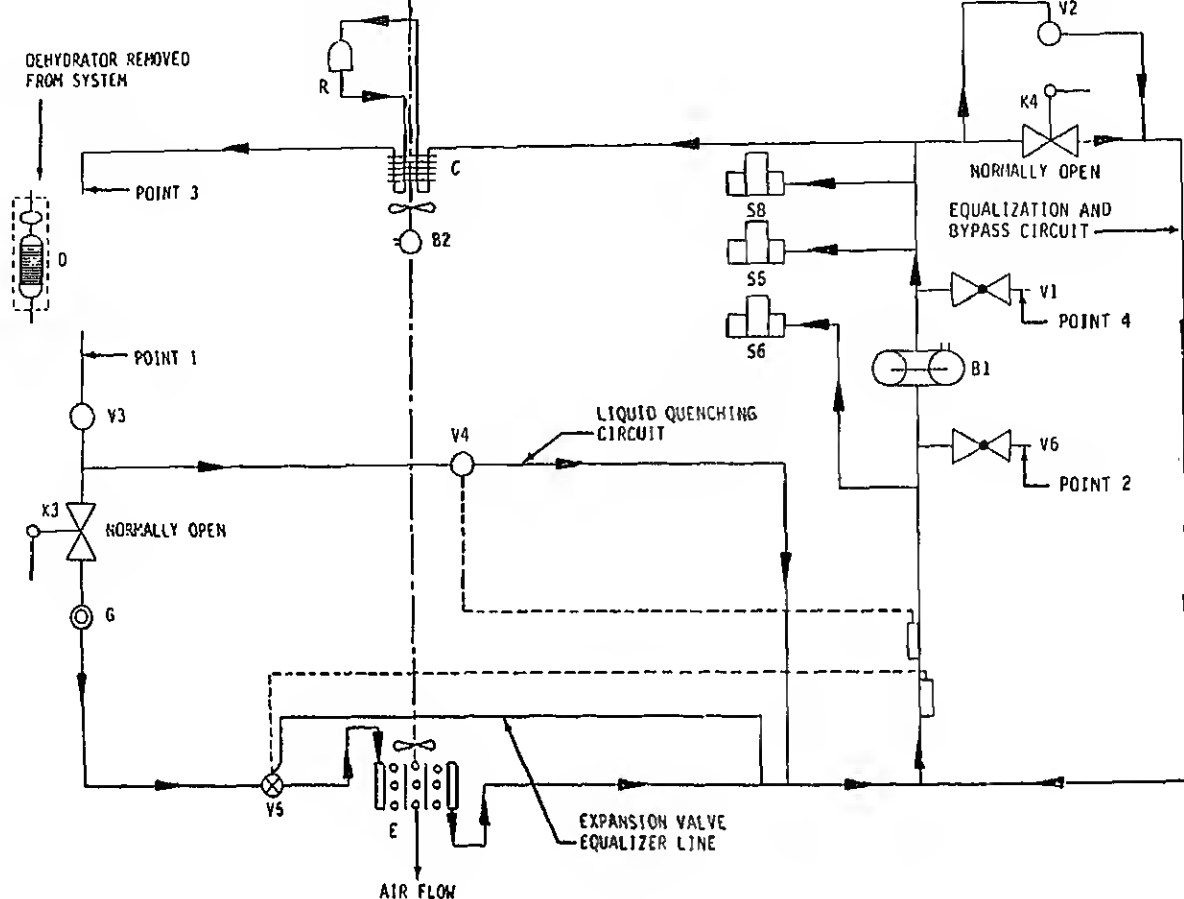 V2
DEHYDRATOR REMOVED
FROM SYSTEM
R
K4
C
NORMALLY OPEN
POINT 3
S8
EQUALIZATION AND
BYPASS CIRCUIT
B2
D
S5
V1
POINT 4
S6
POINT 1
B1
V3
LIQUID QUENCHING
CIRCUIT
V4
V6
POINT 2
K3
NORMALLY OPEN
G
V5
E
EXPANSION VALVE
EQUALIZER LINE
AIR FLOW